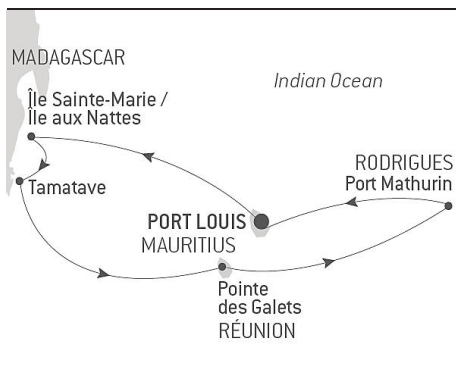 MADAGASCAR
Indian Ocean
Île Sainte-Marie /
Île aux Nattes
RODRIGUES
Port Mathurin
Tamatave
PORT LOUIS
MAURITIUS
Pointe
des Galets
RÉUNION